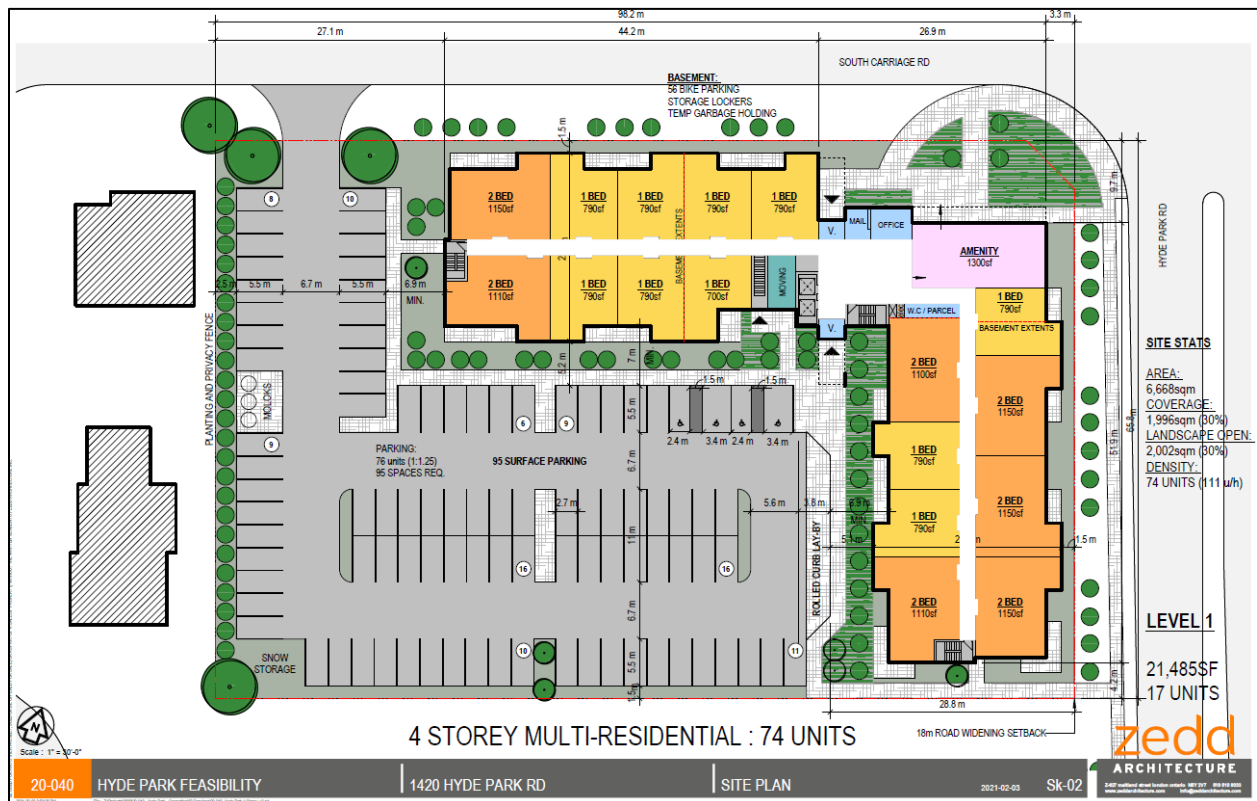 98.2 m
3.3 m
27.1 m
44.2 m
26.9 m
SOUTH CARRIAGE RD
BASEMENT:
56 BIKE PARKING
STORAGE LOCKERS
TEMP GARBAGE HOLDING
1.5 m
9.7 m
8
10
2 BED
1150sf
1 BED
790sf
1 BED
790sf
1 BED
790sf
1 BED
790sf
V.
MAIL
OFFICE
AMENITY
1300sf
HYDE PARK RD
BASEMENT EXTENTS
2 BED
1110sf
1 BED
790sf
1 BED
790sf
1 BED
700sf
MOVING
2.5 m
5.5 m
6.7 m
5.5 m
6.9 m
MIN.
1 BED
790sf
BASEMENT EXTENTS
W.C / PARCEL
V.
PLANTING AND PRIVACY FENCE
MOLOKS
5.2 m
7 m
MIN.
1.5 m
1.5 m
2 BED
1100sf
2 BED
1150sf
SITE STATS
AREA:
6,668sqm
COVERAGE:
1,996sqm (30%)
LANDSCAPE OPEN:
2,002sqm (30%)
DENSITY:
74 UNITS (111 u/h)
65.8m
51.9 m
5.5 m
6
9
2.4 m
3.4 m
2.4 m
3.4 m
9
PARKING:
76 units (1:1.25)
95 SPACES REQ.
95 SURFACE PARKING
6.7 m
1 BED
790sf
2 BED
1150sf
2.7 m
5.6 m
3.8 m
6.9 m
MIN.
11 m
1 BED
790sf
5.1 m
1.5 m
ROLLED CURB LAY-BY
16
16
6.7 m
2 BED
1110sf
2 BED
1150sf
LEVEL 1
21,485SF
17 UNITS
10
11
SNOW
STORAGE
5.5 m
1.5m
4.2 m
28.8 m
N
Scale : 1" = 30'-0"
4 STOREY MULTI-RESIDENTIAL : 74 UNITS
18m ROAD WIDENING SETBACK
zedd
ARCHITECTURE
20-040
HYDE PARK FEASIBILITY
1420 HYDE PARK RD
SITE PLAN
2021-02-03
Sk-02